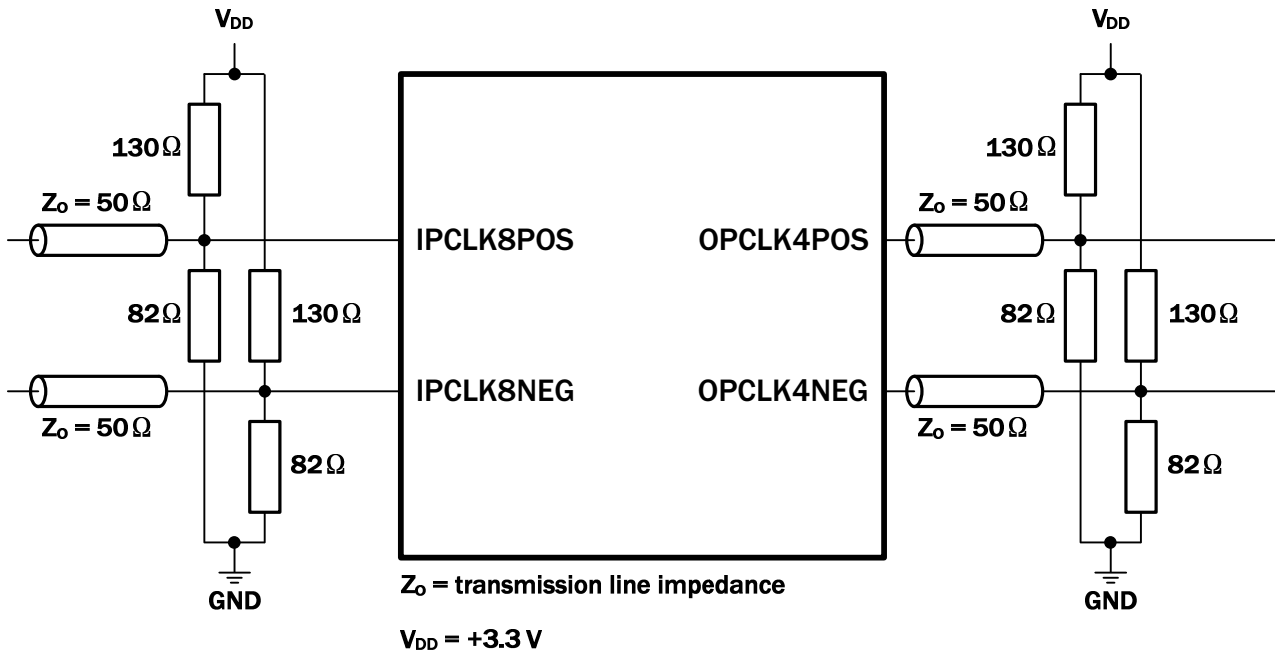 VDD
VDD
130Ω
130Ω
Zo = 50Ω
Zo = 50Ω
IPCLK8POS
OPCLK4POS
82Ω
130Ω
82Ω
130Ω
IPCLK8NEG
OPCLK4NEG
Zo = 50Ω
Zo = 50Ω
82Ω
82Ω
GND
GND
Zo = transmission line impedance
VDD = +3.3 V